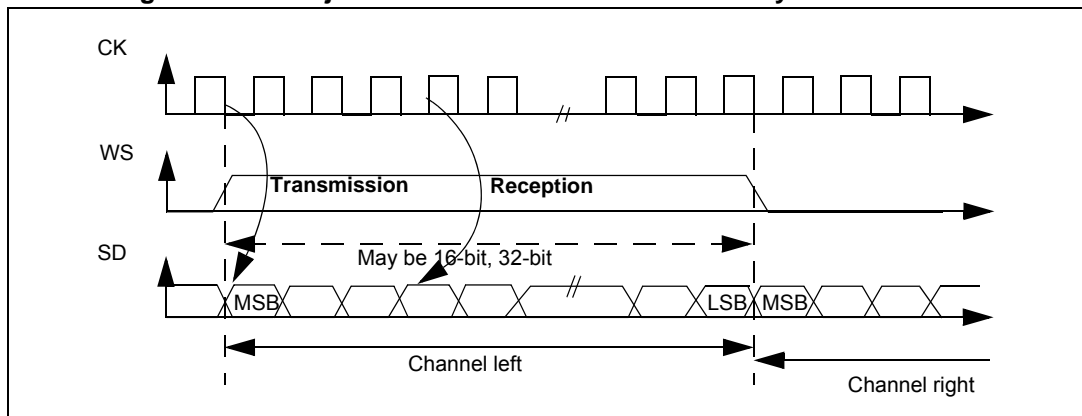 CK
WS
Transmission
Reception
SD
May be 16-bit, 32-bit
MSB
LSB
MSB
Channel left
Channel right